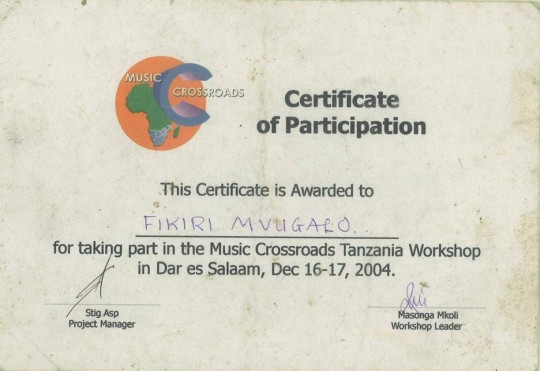 MUSIC
CROSSROADS
Certificate
of Participation
This Certificate is Awarded to
FIKIRI MVUGALO
for taking part in the Music Crossroads Tanzania Workshop
in Dar es Salaam, Dec 16-17, 2004.
Stig Asp
Project Manager
Masonga Mkoli
Workshop Leader